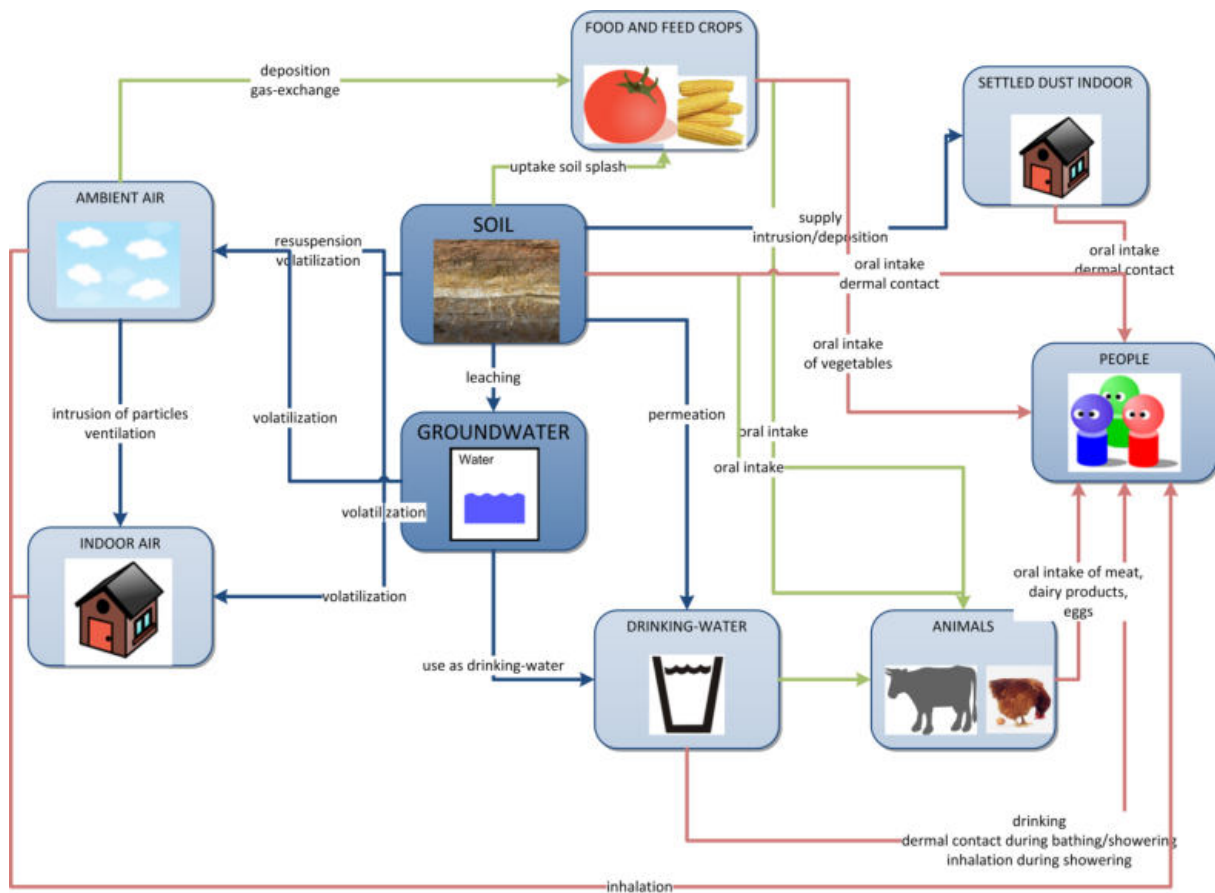 FOOD AND FEED CROPS
deposition
gas-exchange
SETTLED DUST INDOOR
uptake soil splash
AMBIENT AIR
SOIL
supply
intrusion/deposition
resuspension
volatilization
oral intake
dermal contact
oral intake
dermal contact
oral intake
of vegetables
PEOPLE
leaching
intrusion of particles
ventilation
volatilization
permeation
GROUNDWATER
Water
oral intake
oral intake
volatilization
INDOOR AIR
volatilization
oral intake of meat,
dairy products,
eggs
DRINKING-WATER
ANIMALS
use as drinking-water
drinking
dermal contact during bathing/showering
inhalation during showering
inhalation